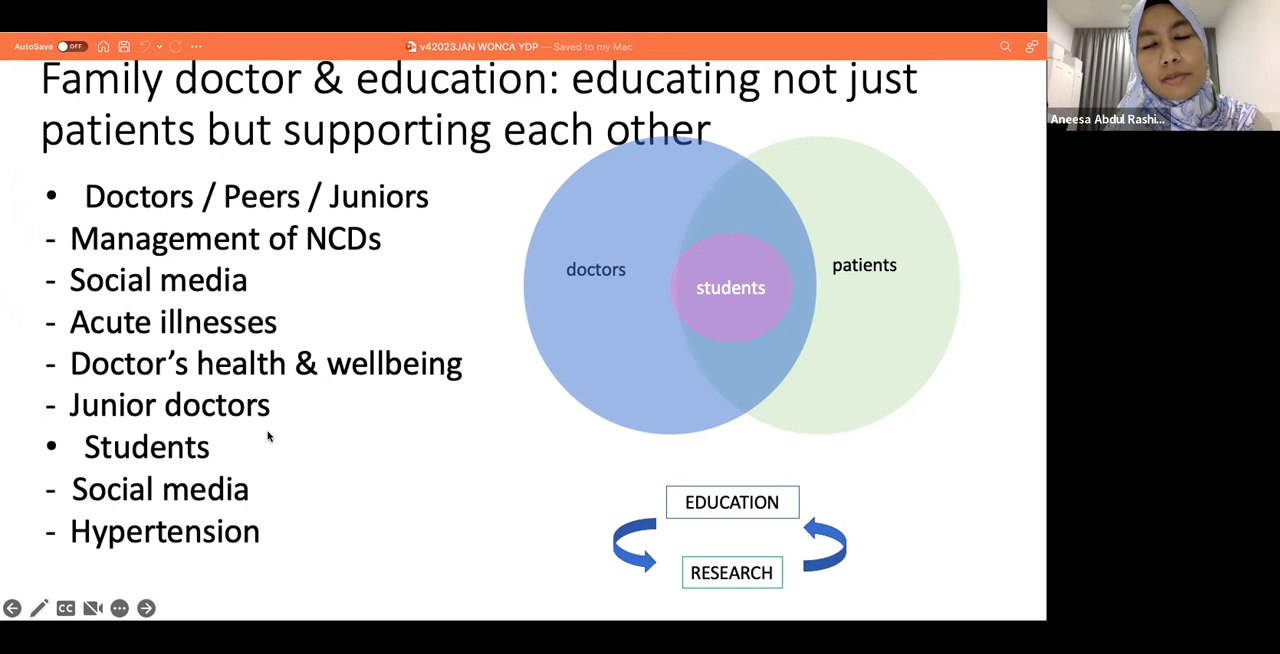 AutoSave OFF
v42023JAN WONCA YDP — Saved to my Mac
Family doctor & education: educating not just
patients but supporting each other
Aneesa Abdul Rashi...
• Doctors / Peers / Juniors
- Management of NCDs
- Social media
- Acute illnesses
- Doctor’s health & wellbeing
- Junior doctors
• Students
- Social media
- Hypertension
doctors
students
patients
EDUCATION
RESEARCH
CC